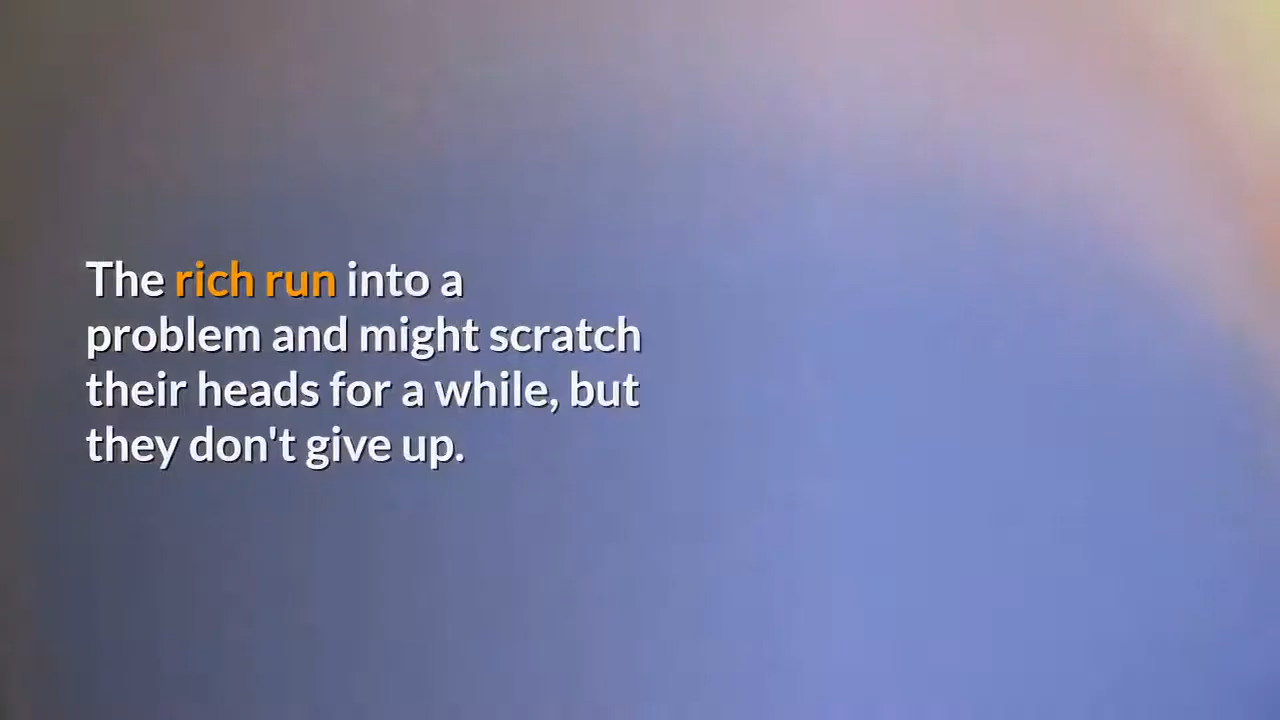 The rich run into a
problem and might scratch
their heads for a while, but
they don't give up.